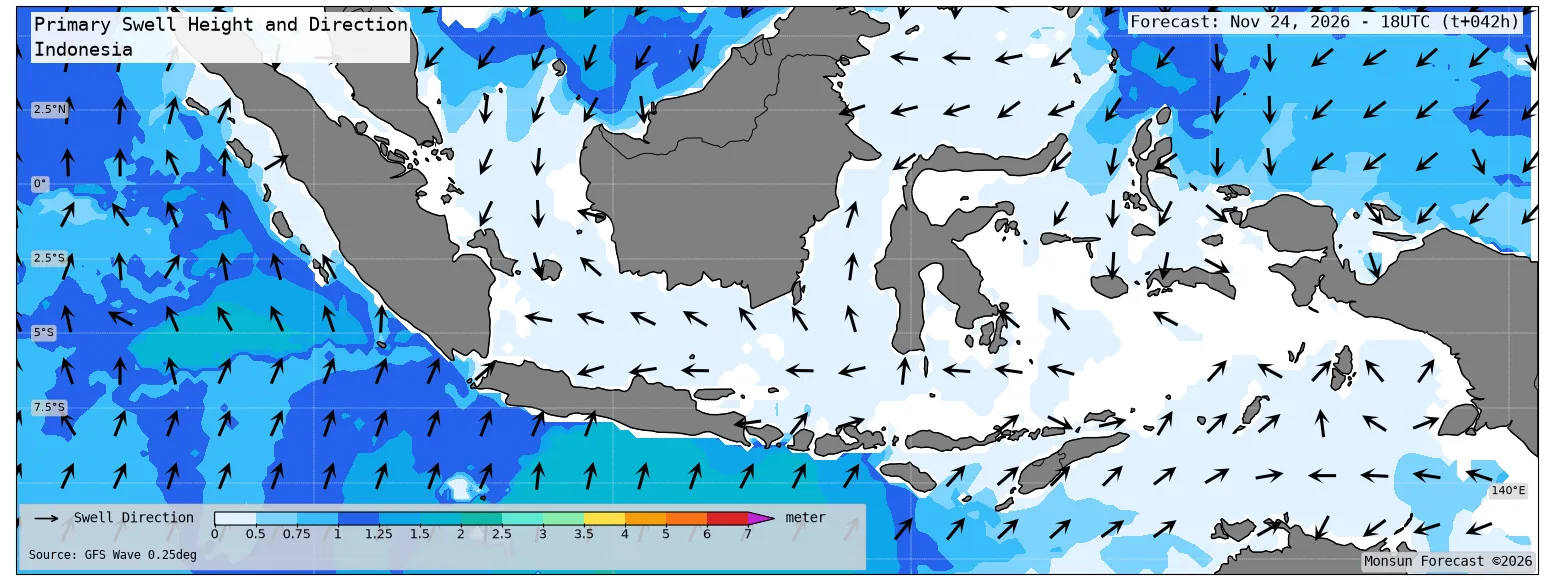 Primary Swell Height and Direction
Indonesia
Forecast: Nov 24, 2026 - 18UTC (t+042h)
2.5°N
0°
2.5°S
5°S
7.5°S
140°E
Swell Direction
0 0.5 0.75 1 1.25 1.5 2 2.5 3 3.5 4 5 6 7
meter
Source: GFS Wave 0.25deg
Monsun Forecast ©2026